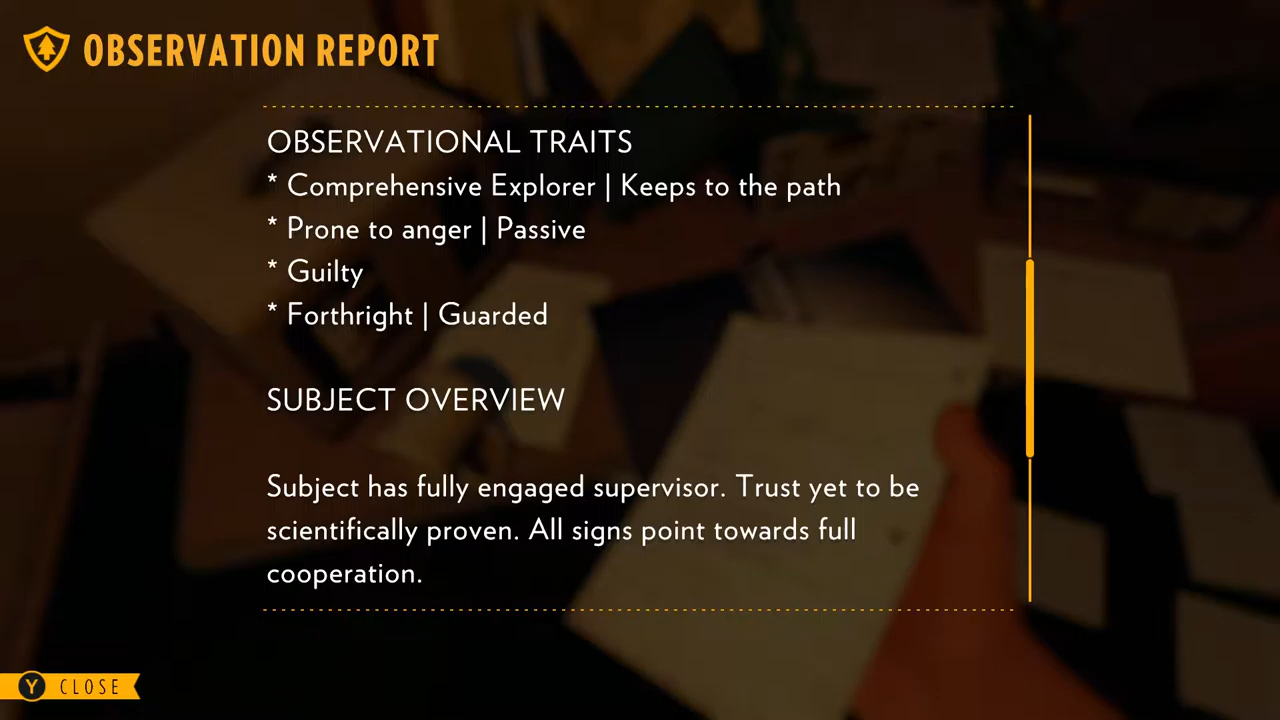 OBSERVATION REPORT
OBSERVATIONAL TRAITS
* Comprehensive Explorer | Keeps to the path
* Prone to anger | Passive
* Guilty
* Forthright | Guarded
SUBJECT OVERVIEW
Subject has fully engaged supervisor. Trust yet to be
scientifically proven. All signs point towards full
cooperation.
Y CLOSE